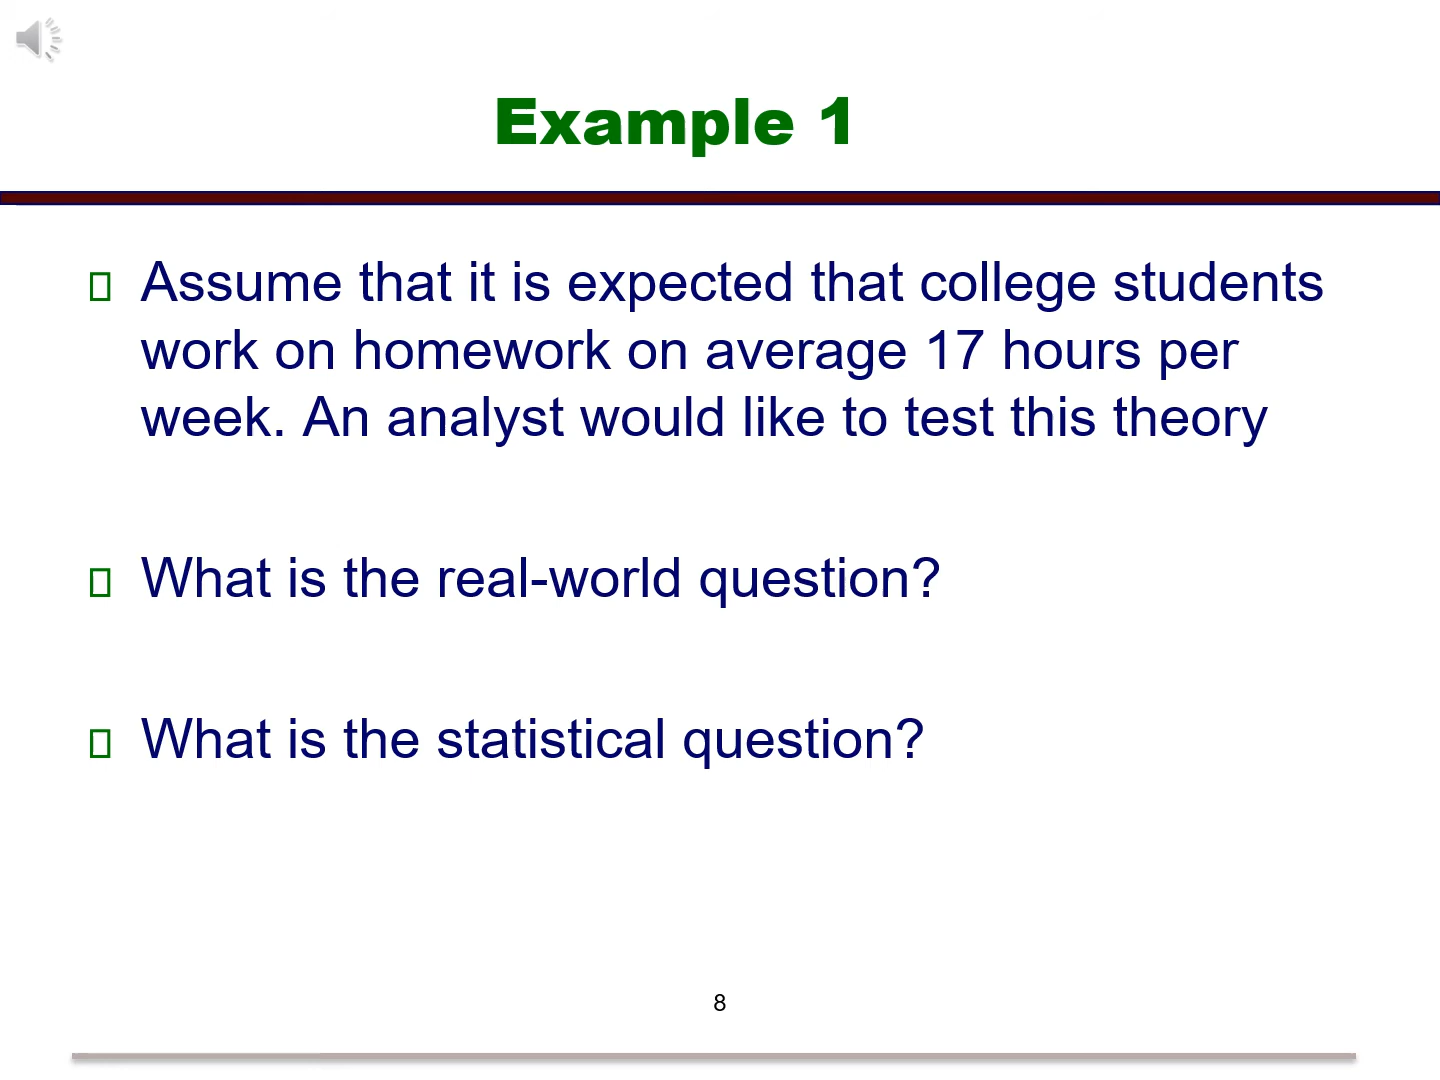 Example 1
Assume that it is expected that college students
work on homework on average 17 hours per
week. An analyst would like to test this theory
What is the real-world question?
What is the statistical question?
8